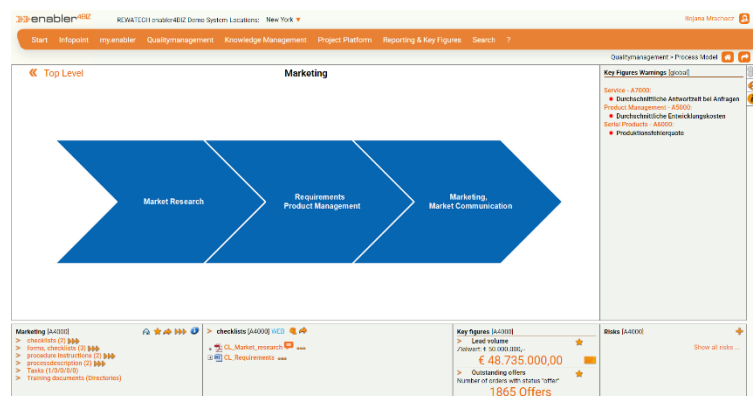 enabler4BIZ
REWATECH enabler4BIZ Demo System Locations: New York
Bojana Mrachacz
Start Infopoint my.enabler Qualitymanagement Knowledge Management Project Platform Reporting & Key Figures Search ?
Qualitymanagement > Process Model
Top Level
Marketing
Key Figures Warnings [global]
Service - A7000:
Durchschnittliche Antwortzeit bei Anfragen
Product Management - A5000:
Durchschnittliche Entwicklungskosten
Serial Products - A6000:
Produktionsfehlerquote
Market Research
Requirements
Product Management
Marketing,
Market Communication
Marketing [A4000]
> checklists (2)
> forms, checklists (2)
> procedure instructions (2)
> processdescription (2)
> Tasks (1/0/0/0/0)
> Training documents (Directories)
> checklists [A4000] WEB
CL_Market_research
CL_Requirements
Key figures [A4000]
> Lead volume
Zielwert: € 50.000.000,-
€ 48.735.000,00
> Outstanding offers
Number of orders with status "offer"
1865 Offers
Risks [A4000]
Show all risks ...